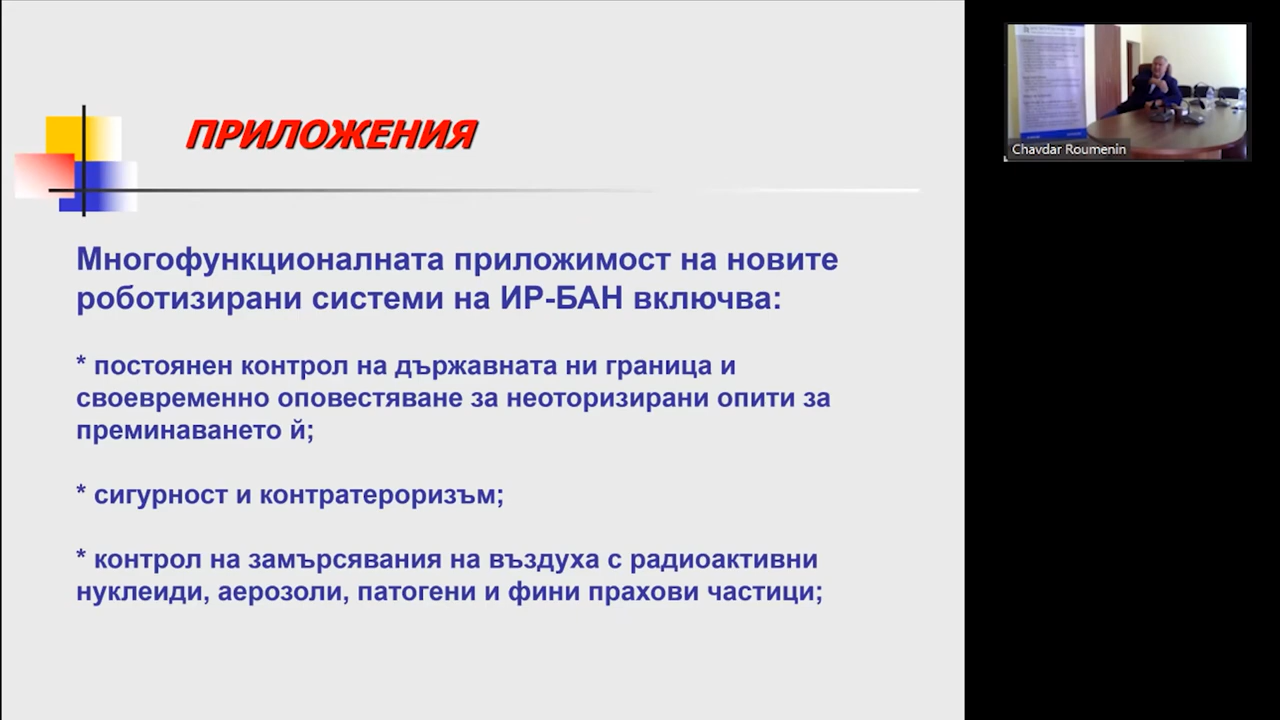 ПРИЛОЖЕНИЯ
Многофункционалната приложимост на новите
роботизирани системи на ИР-БАН включва:
* постоянен контрол на държавната ни граница и
своевременно оповестяване за неоторизирани опити за
преминаването й;
* сигурност и контратероризъм;
* контрол на замърсявания на въздуха с радиоактивни
нуклеиди, аерозоли, патогени и фини прахови частици;
Chavdar Roumenin